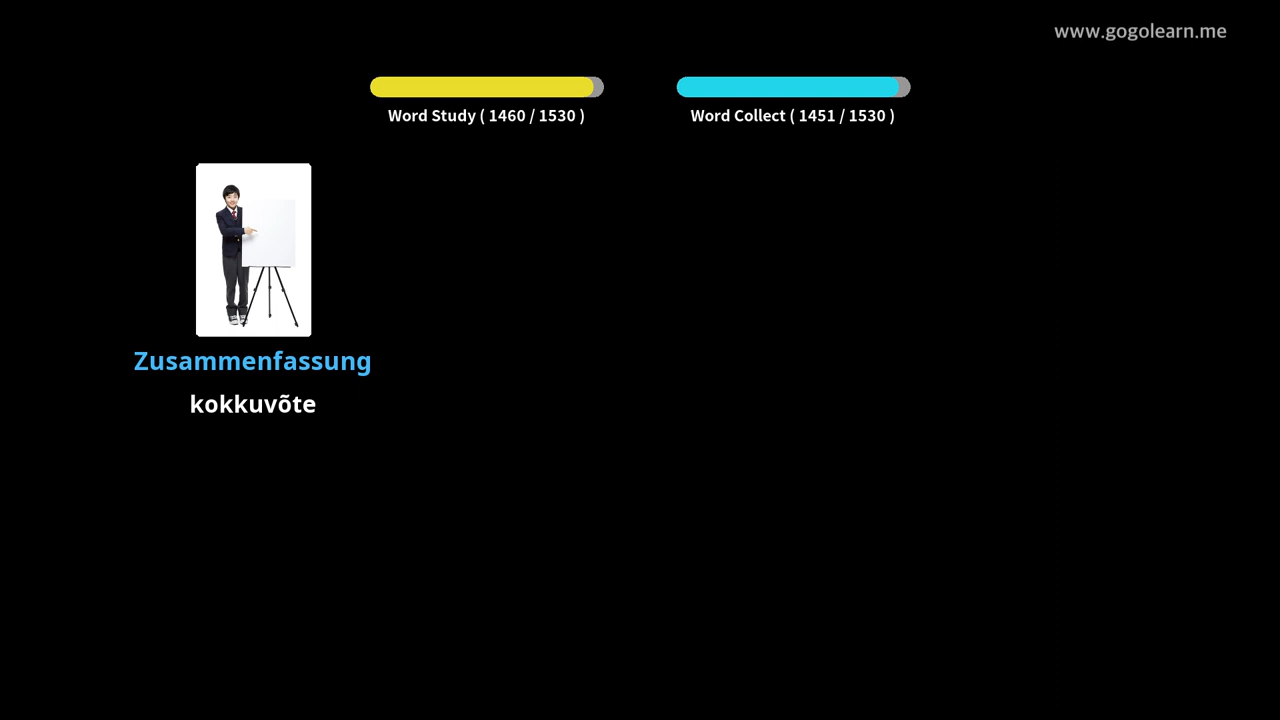 www.gogolearn.me
Word Study ( 1460 / 1530 )
Word Collect ( 1451 / 1530 )
Zusammenfassung
kokkuvõte